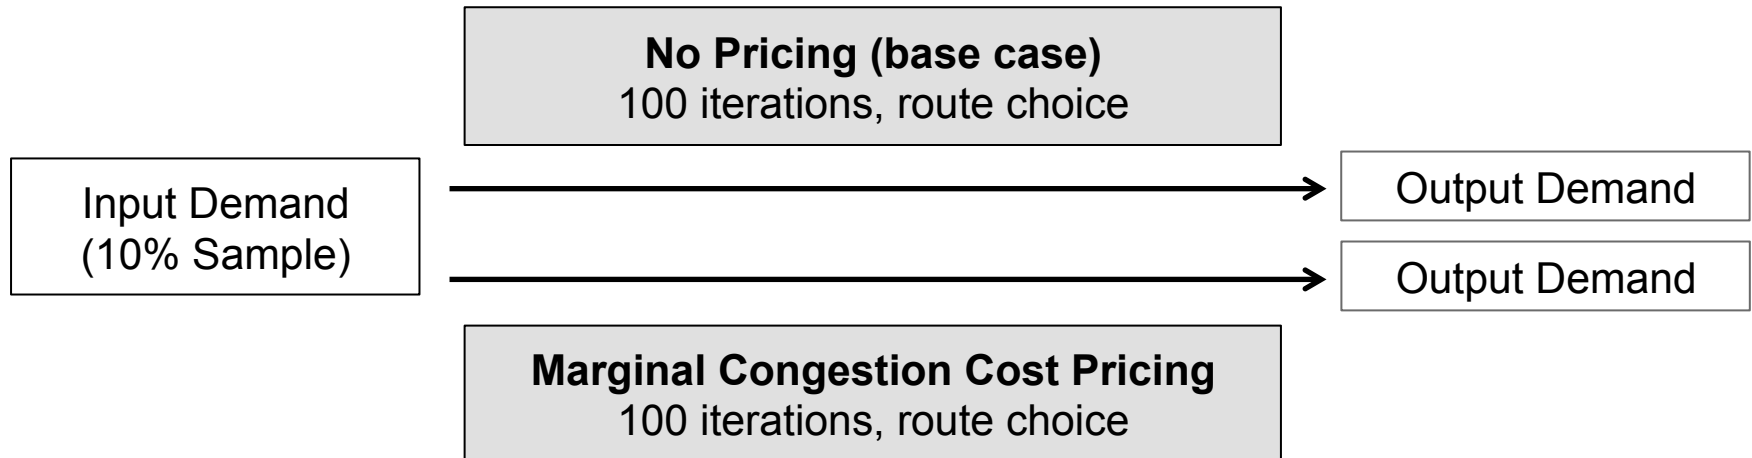 No Pricing (base case)
100 iterations, route choice
Input Demand
(10% Sample)
Output Demand
Output Demand
Marginal Congestion Cost Pricing
100 iterations, route choice